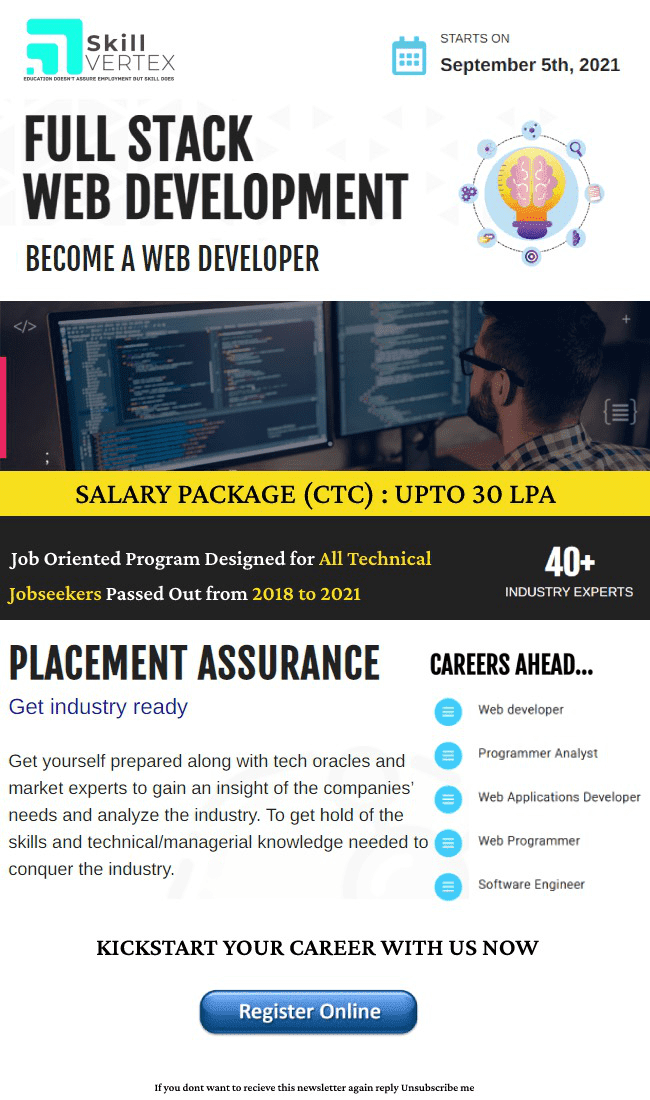 Skill
VERTEX
EDUCATION DOESN'T ASSURE EMPLOYMENT BUT SKILL DOES
STARTS ON
September 5th, 2021
FULL STACK
WEB DEVELOPMENT
BECOME A WEB DEVELOPER
</>
+
{≡}
;
SALARY PACKAGE (CTC) : UPTO 30 LPA
Job Oriented Program Designed for All Technical
Jobseekers Passed Out from 2018 to 2021
40+
INDUSTRY EXPERTS
PLACEMENT ASSURANCE
Get industry ready
Get yourself prepared along with tech oracles and
market experts to gain an insight of the companies'
needs and analyze the industry. To get hold of the
skills and technical/managerial knowledge needed to
conquer the industry.
CAREERS AHEAD...
Web developer
Programmer Analyst
Web Applications Developer
Web Programmer
Software Engineer
KICKSTART YOUR CAREER WITH US NOW
Register Online
If you dont want to recieve this newsletter again reply Unsubscribe me